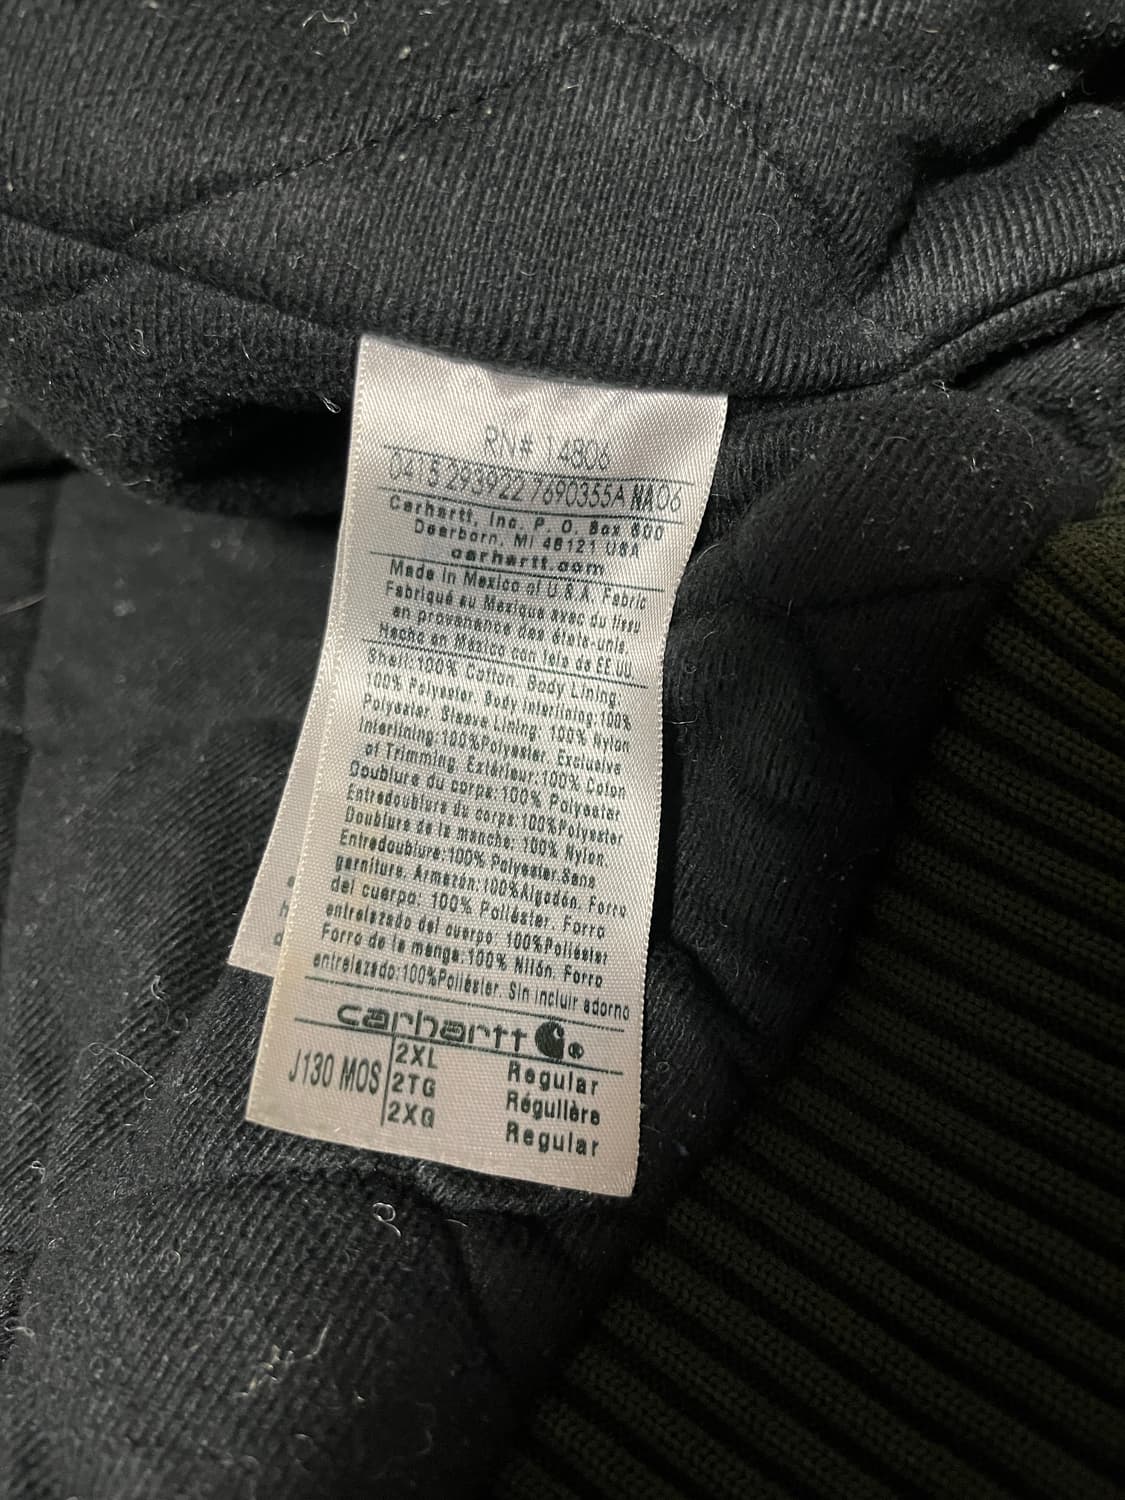 RN# 14806
0415 293922 7690355A NA 06
Carhartt, Inc. P. O. Box 600
Dearborn, MI 48121 USA
carhartt.com
Made in Mexico of U.S.A. Fabric
Fabriqué au Mexique avec du tissu
en provenance des états-unis.
Hecho en Mexico con tela de EE.UU.
Shell:100% Cotton. Body Lining:
100% Polyester. Body Interlining:100%
Polyester. Sleeve Lining: 100% Nylon
Interlining:100%Polyester. Exclusive
of Trimming. Extérieur:100% Coton
Doublure du corps:100% Polyester
Entredoublure du corps:100%Polyester
Doublure de la manche: 100% Nylon.
Entredoublure:100% Polyester.Sans
garniture. Armazón:100%Algodón. Forro
del cuerpo: 100% Poliéster. Forro
entrelazado del cuerpo: 100%Poliéster
Forro de la manga:100% Nilón. Forro
entrelazado:100%Poliéster. Sin incluir adorno
carhartt ®
J130 MOS
2XL Regular
2TG Régulière
2XG Regular